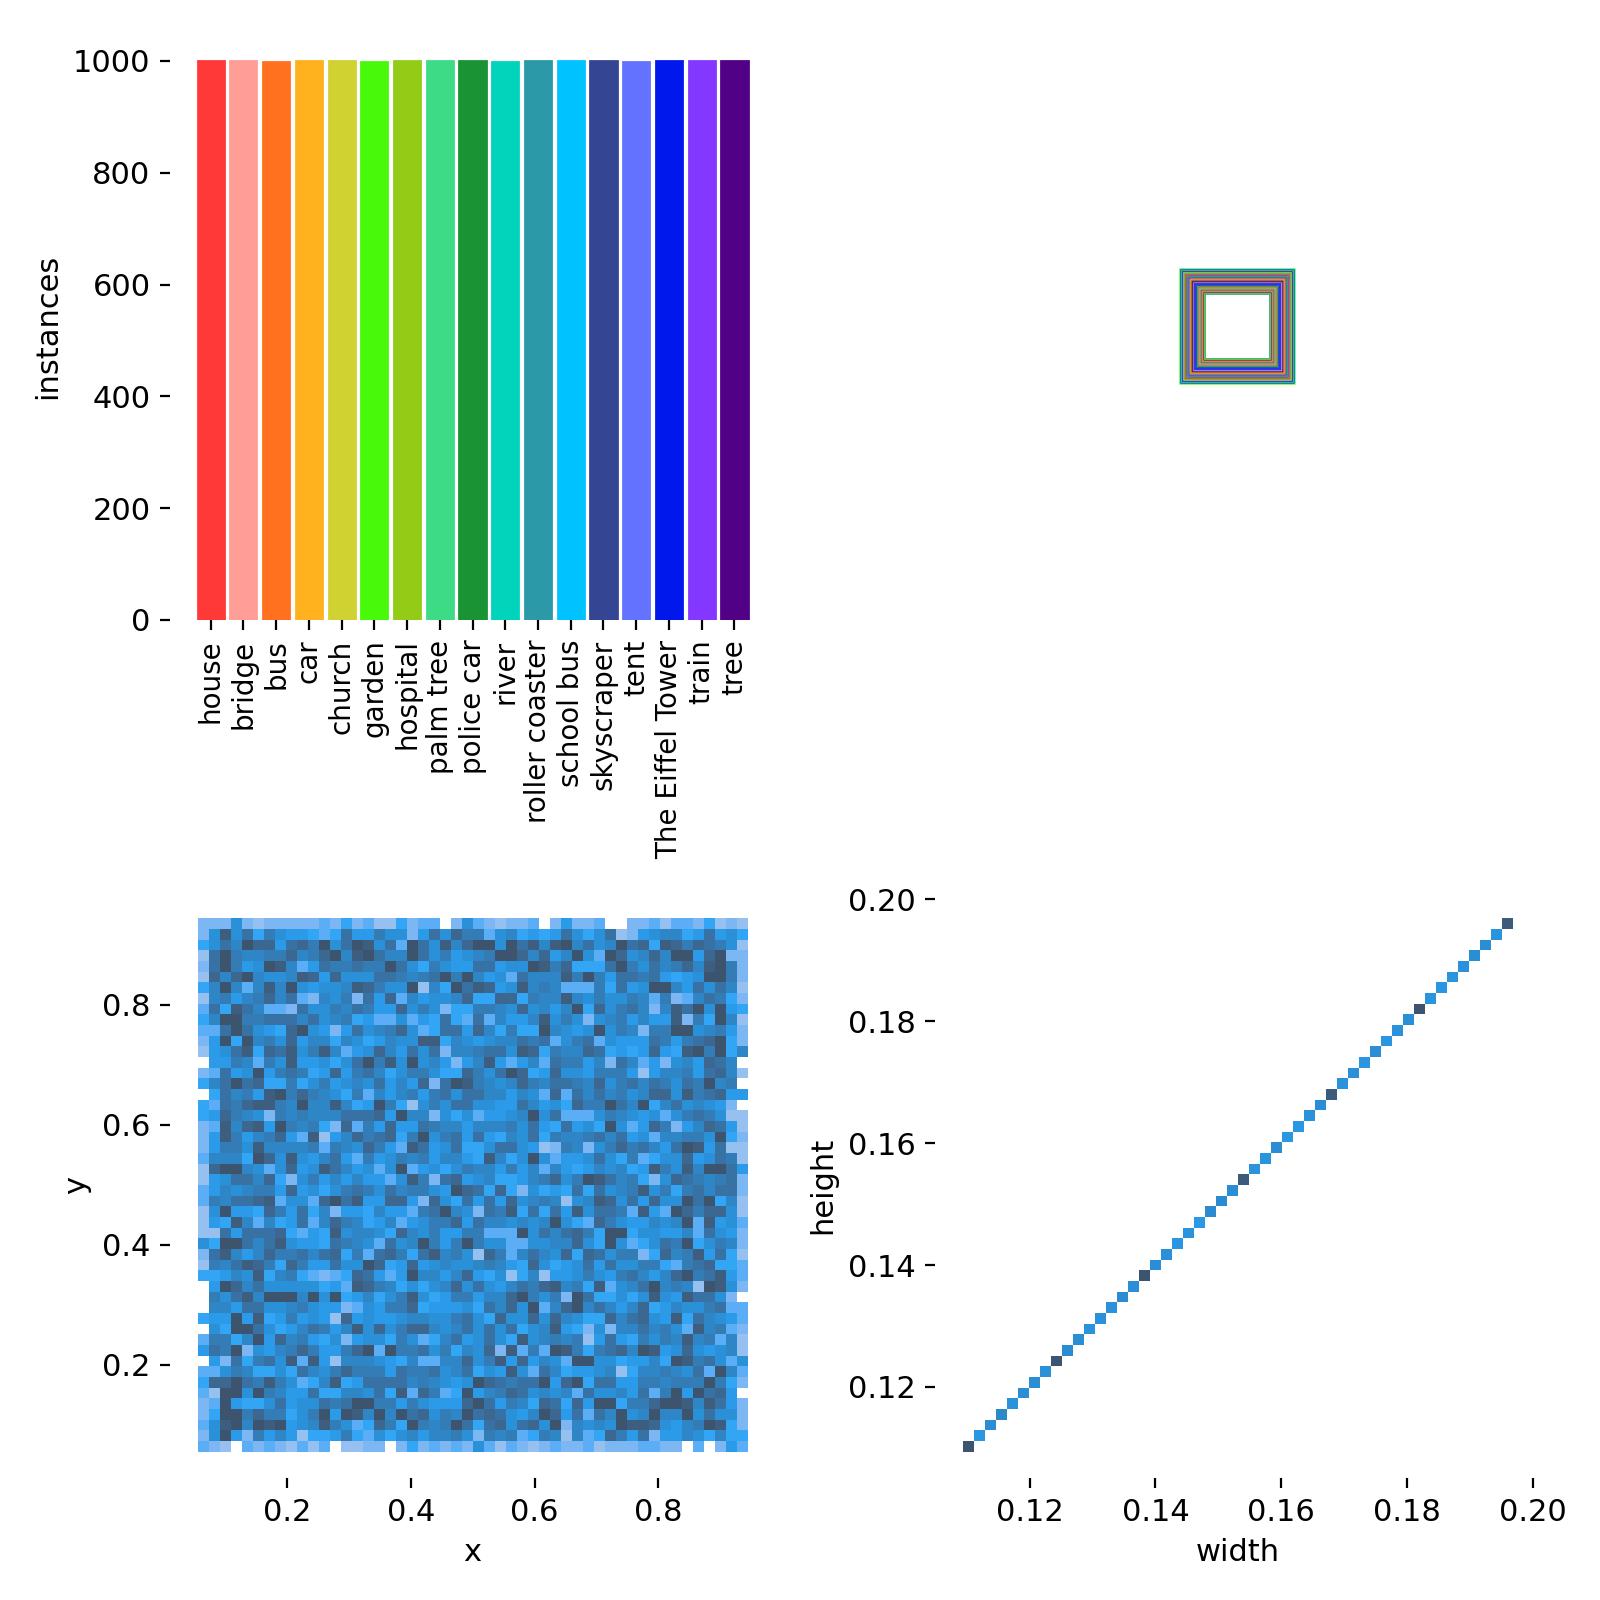 1000
800
600
400
200
0
instances
house
bridge
bus
car
church
garden
hospital
palm tree
police car
river
roller coaster
school bus
skyscraper
tent
The Eiffel Tower
train
tree
0.8
0.6
0.4
0.2
y
0.2 0.4 0.6 0.8
x
0.20
0.18
0.16
0.14
0.12
height
0.12 0.14 0.16 0.18 0.20
width